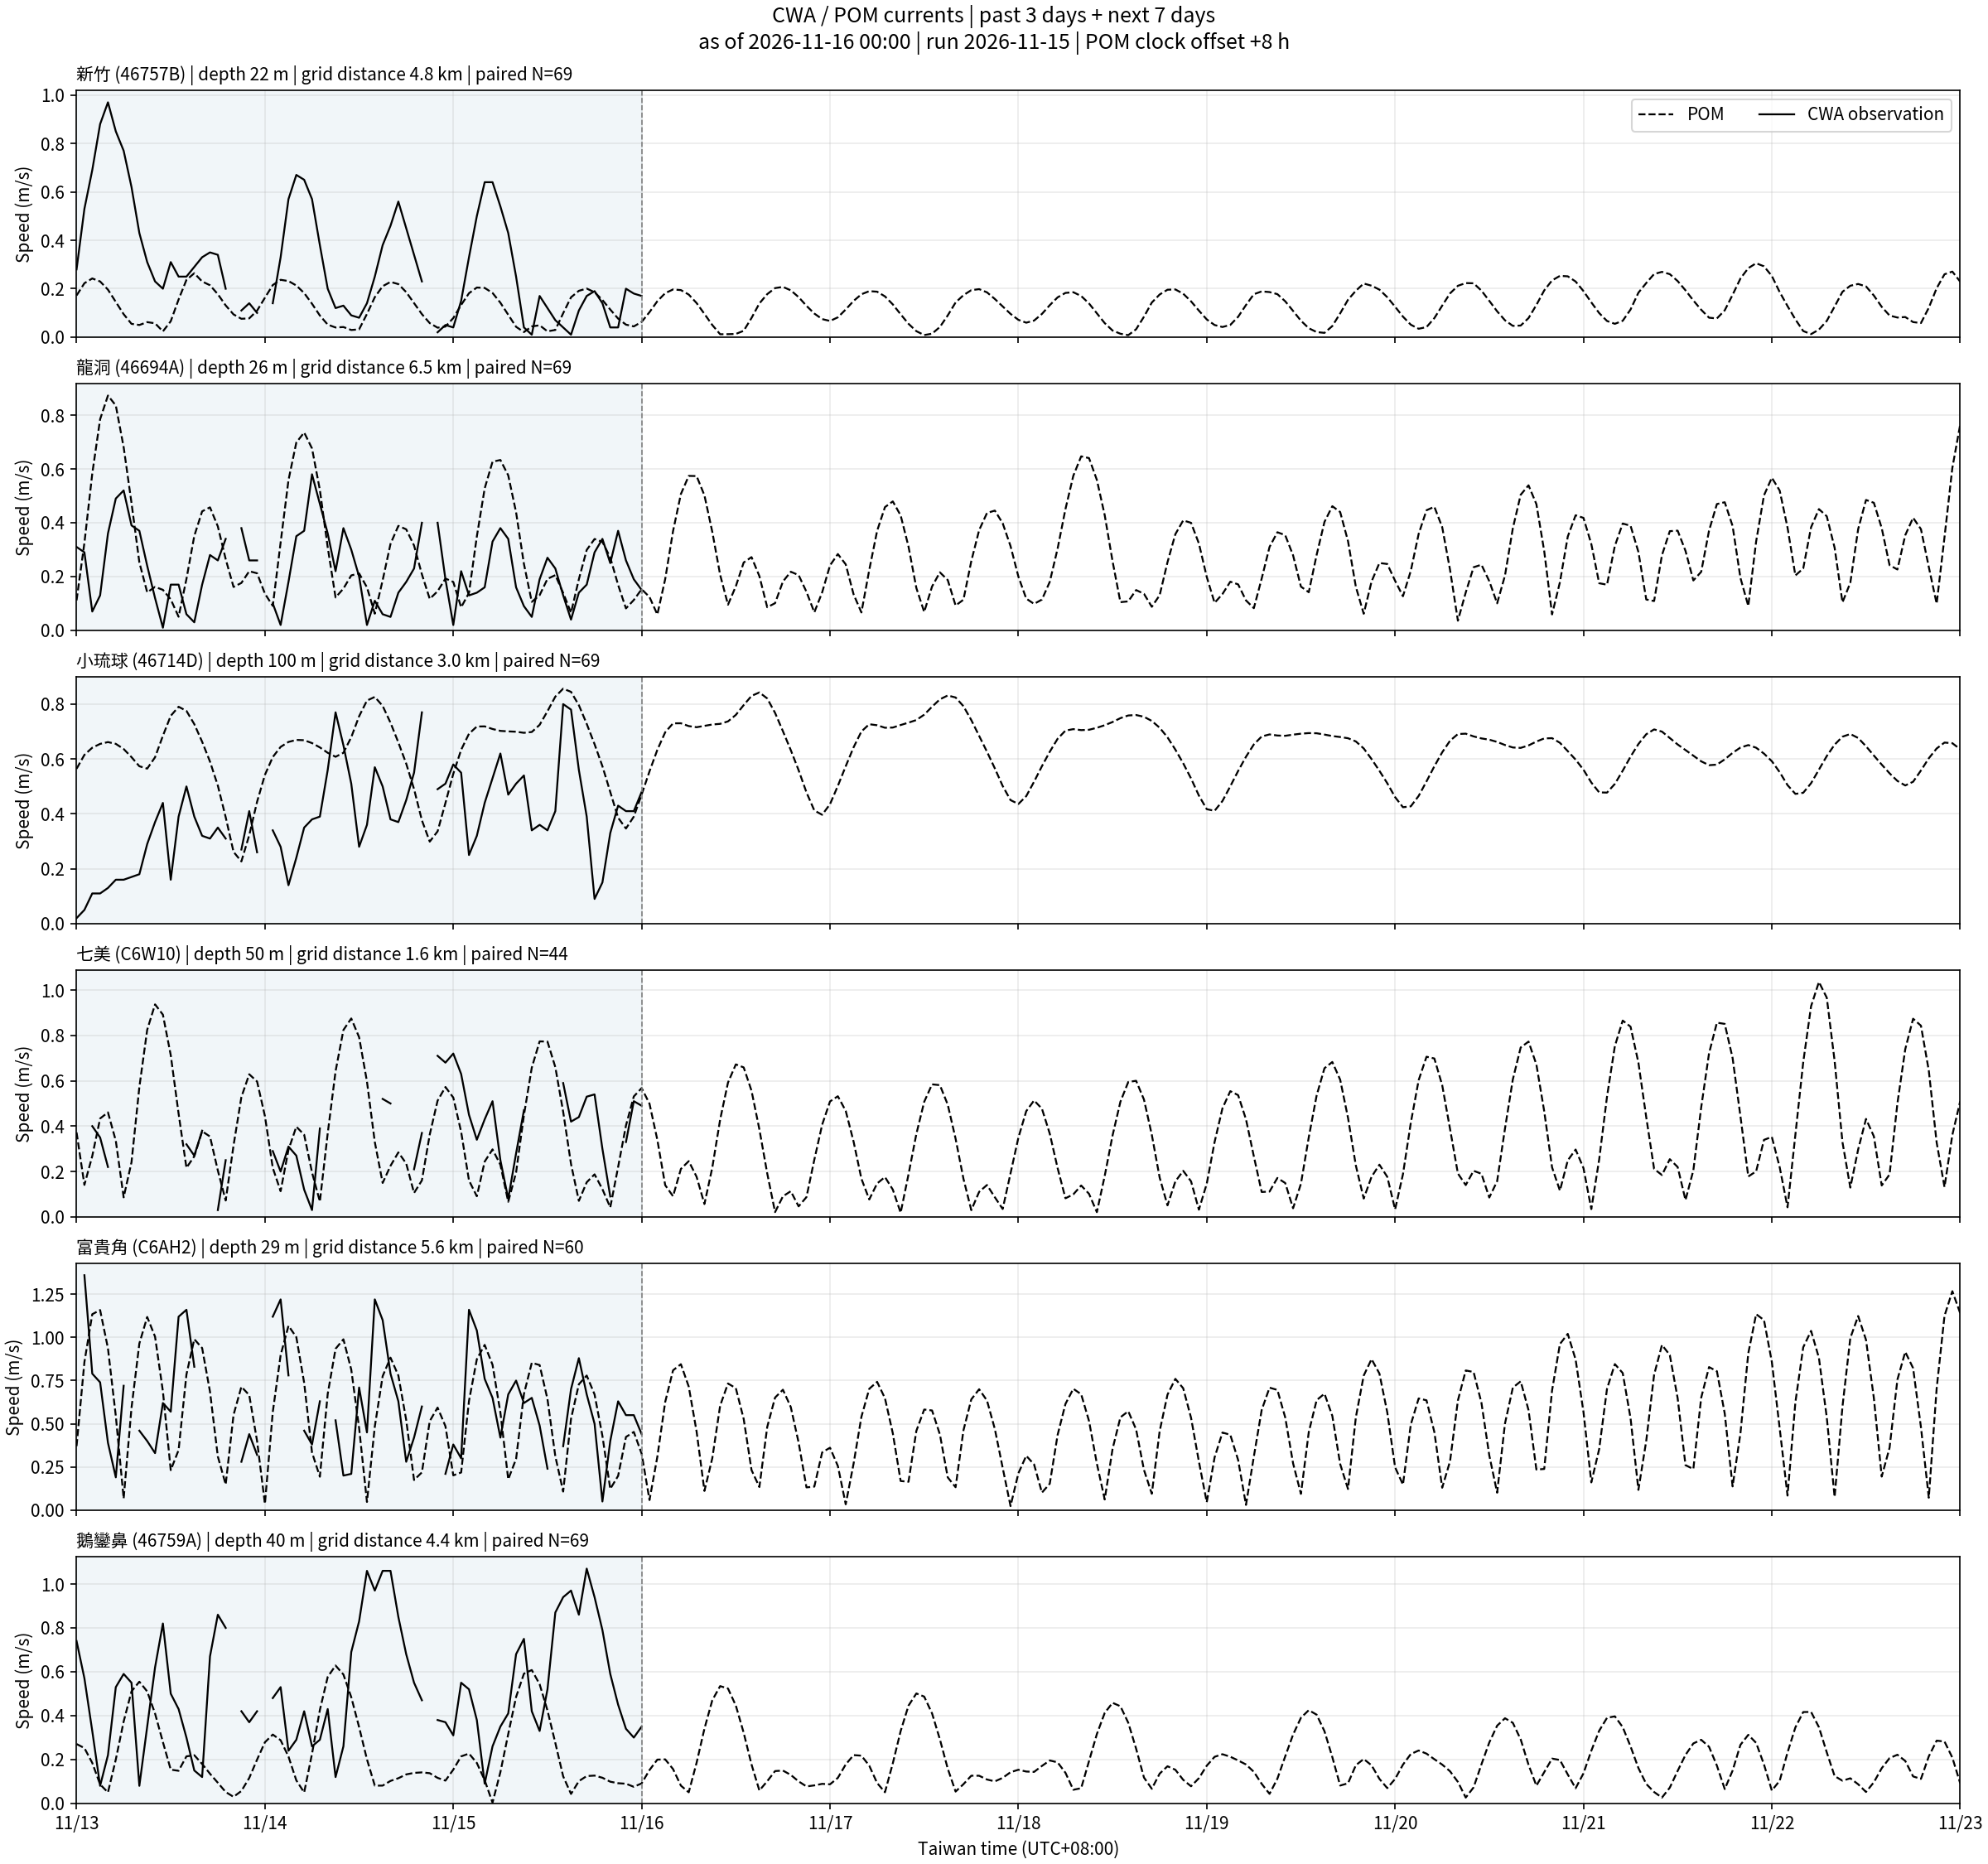 CWA / POM currents | past 3 days + next 7 days
as of 2026-11-16 00:00 | run 2026-11-15 | POM clock offset +8 h
新竹 (46757B) | depth 22 m | grid distance 4.8 km | paired N=69
POM
CWA observation
Speed (m/s)
1.0
0.8
0.6
0.4
0.2
0.0
龍洞 (46694A) | depth 26 m | grid distance 6.5 km | paired N=69
Speed (m/s)
0.8
0.6
0.4
0.2
0.0
小琉球 (46714D) | depth 100 m | grid distance 3.0 km | paired N=69
Speed (m/s)
0.8
0.6
0.4
0.2
0.0
七美 (C6W10) | depth 50 m | grid distance 1.6 km | paired N=44
Speed (m/s)
1.0
0.8
0.6
0.4
0.2
0.0
富貴角 (C6AH2) | depth 29 m | grid distance 5.6 km | paired N=60
Speed (m/s)
1.25
1.00
0.75
0.50
0.25
0.00
鵝鑾鼻 (46759A) | depth 40 m | grid distance 4.4 km | paired N=69
Speed (m/s)
1.0
0.8
0.6
0.4
0.2
0.0
11/13 11/14 11/15 11/16 11/17 11/18 11/19 11/20 11/21 11/22 11/23
Taiwan time (UTC+08:00)